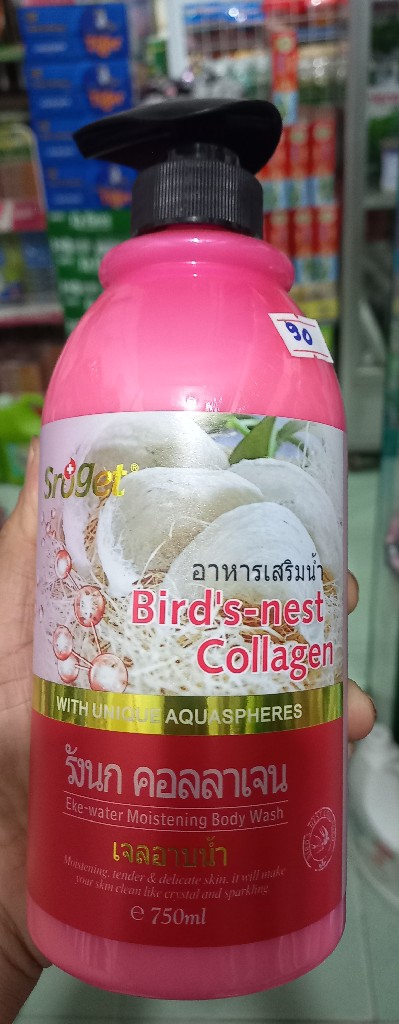 90
Sruget®
อาหารเสริมน้ำ
Bird's-nest
Collagen
WITH UNIQUE AQUASPHERES
รังนก คอลลาเจน
Eke-water Moistening Body Wash
เจลอาบน้ำ
Moistening, tender & delicate skin, it will make
your skin clean like crystal and sparkling
℮ 750ml